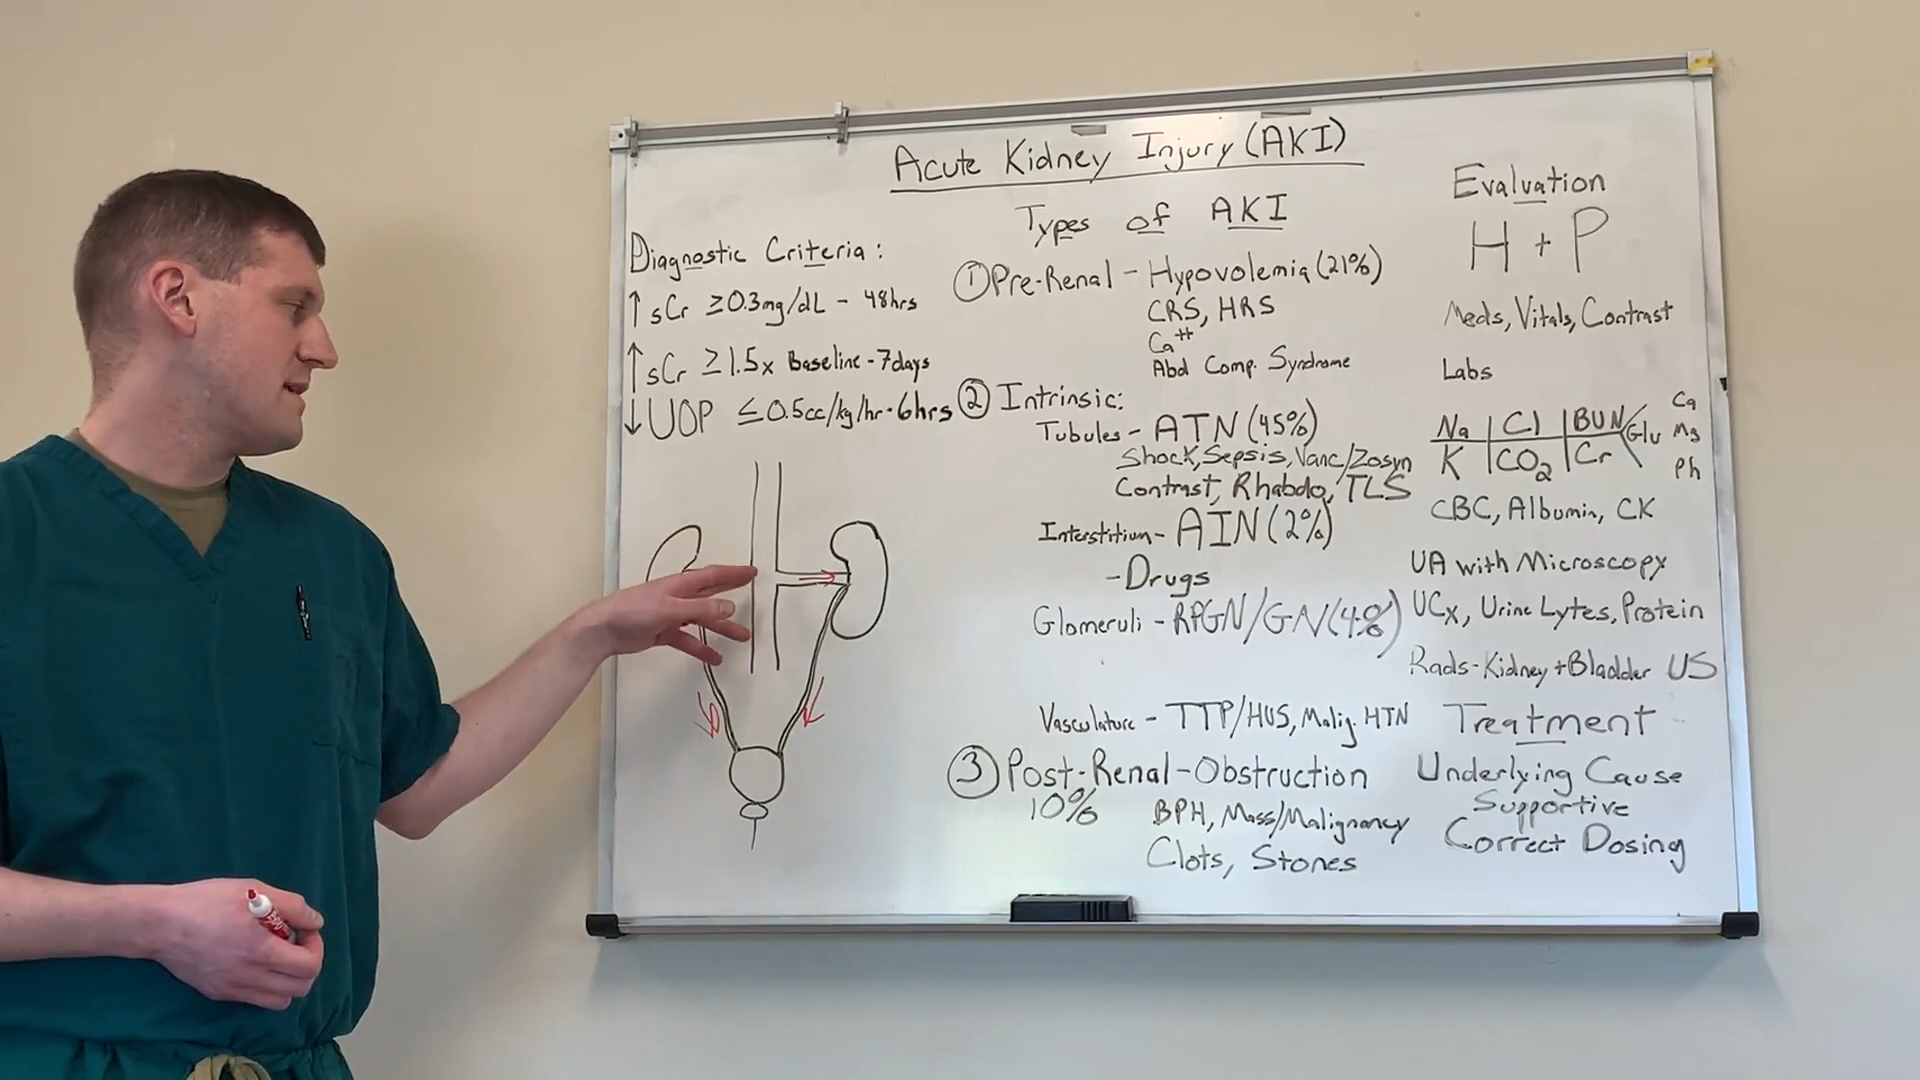 Acute Kidney Injury (AKI)
Diagnostic Criteria:
↑ sCr ≥0.3mg/dL - 48hrs
↑ sCr ≥1.5x Baseline - 7days
↓ UOP ≤0.5cc/kg/hr - 6hrs
Types of AKI
① Pre-Renal - Hypovolemia (21%)
CRS, HRS
Ca++
Abd Comp. Syndrome
② Intrinsic:
Tubules - ATN (45%)
Shock, Sepsis, Vanc/Zosyn
Contrast, Rhabdo, TLS
Interstitium - AIN (2%)
-Drugs
Glomeruli - RPGN/GN (4%)
Vasculature - TTP/HUS, Malig. HTN
③ Post-Renal-Obstruction
10% BPH, Mass/Malignancy
Clots, Stones
Evaluation
H + P
Meds, Vitals, Contrast
Labs
Na Cl BUN Glu Ca Mg Ph
K CO2 Cr
CBC, Albumin, CK
UA with Microscopy
UCx, Urine Lytes, Protein
Rads-Kidney + Bladder US
Treatment
Underlying Cause
Supportive
Correct Dosing